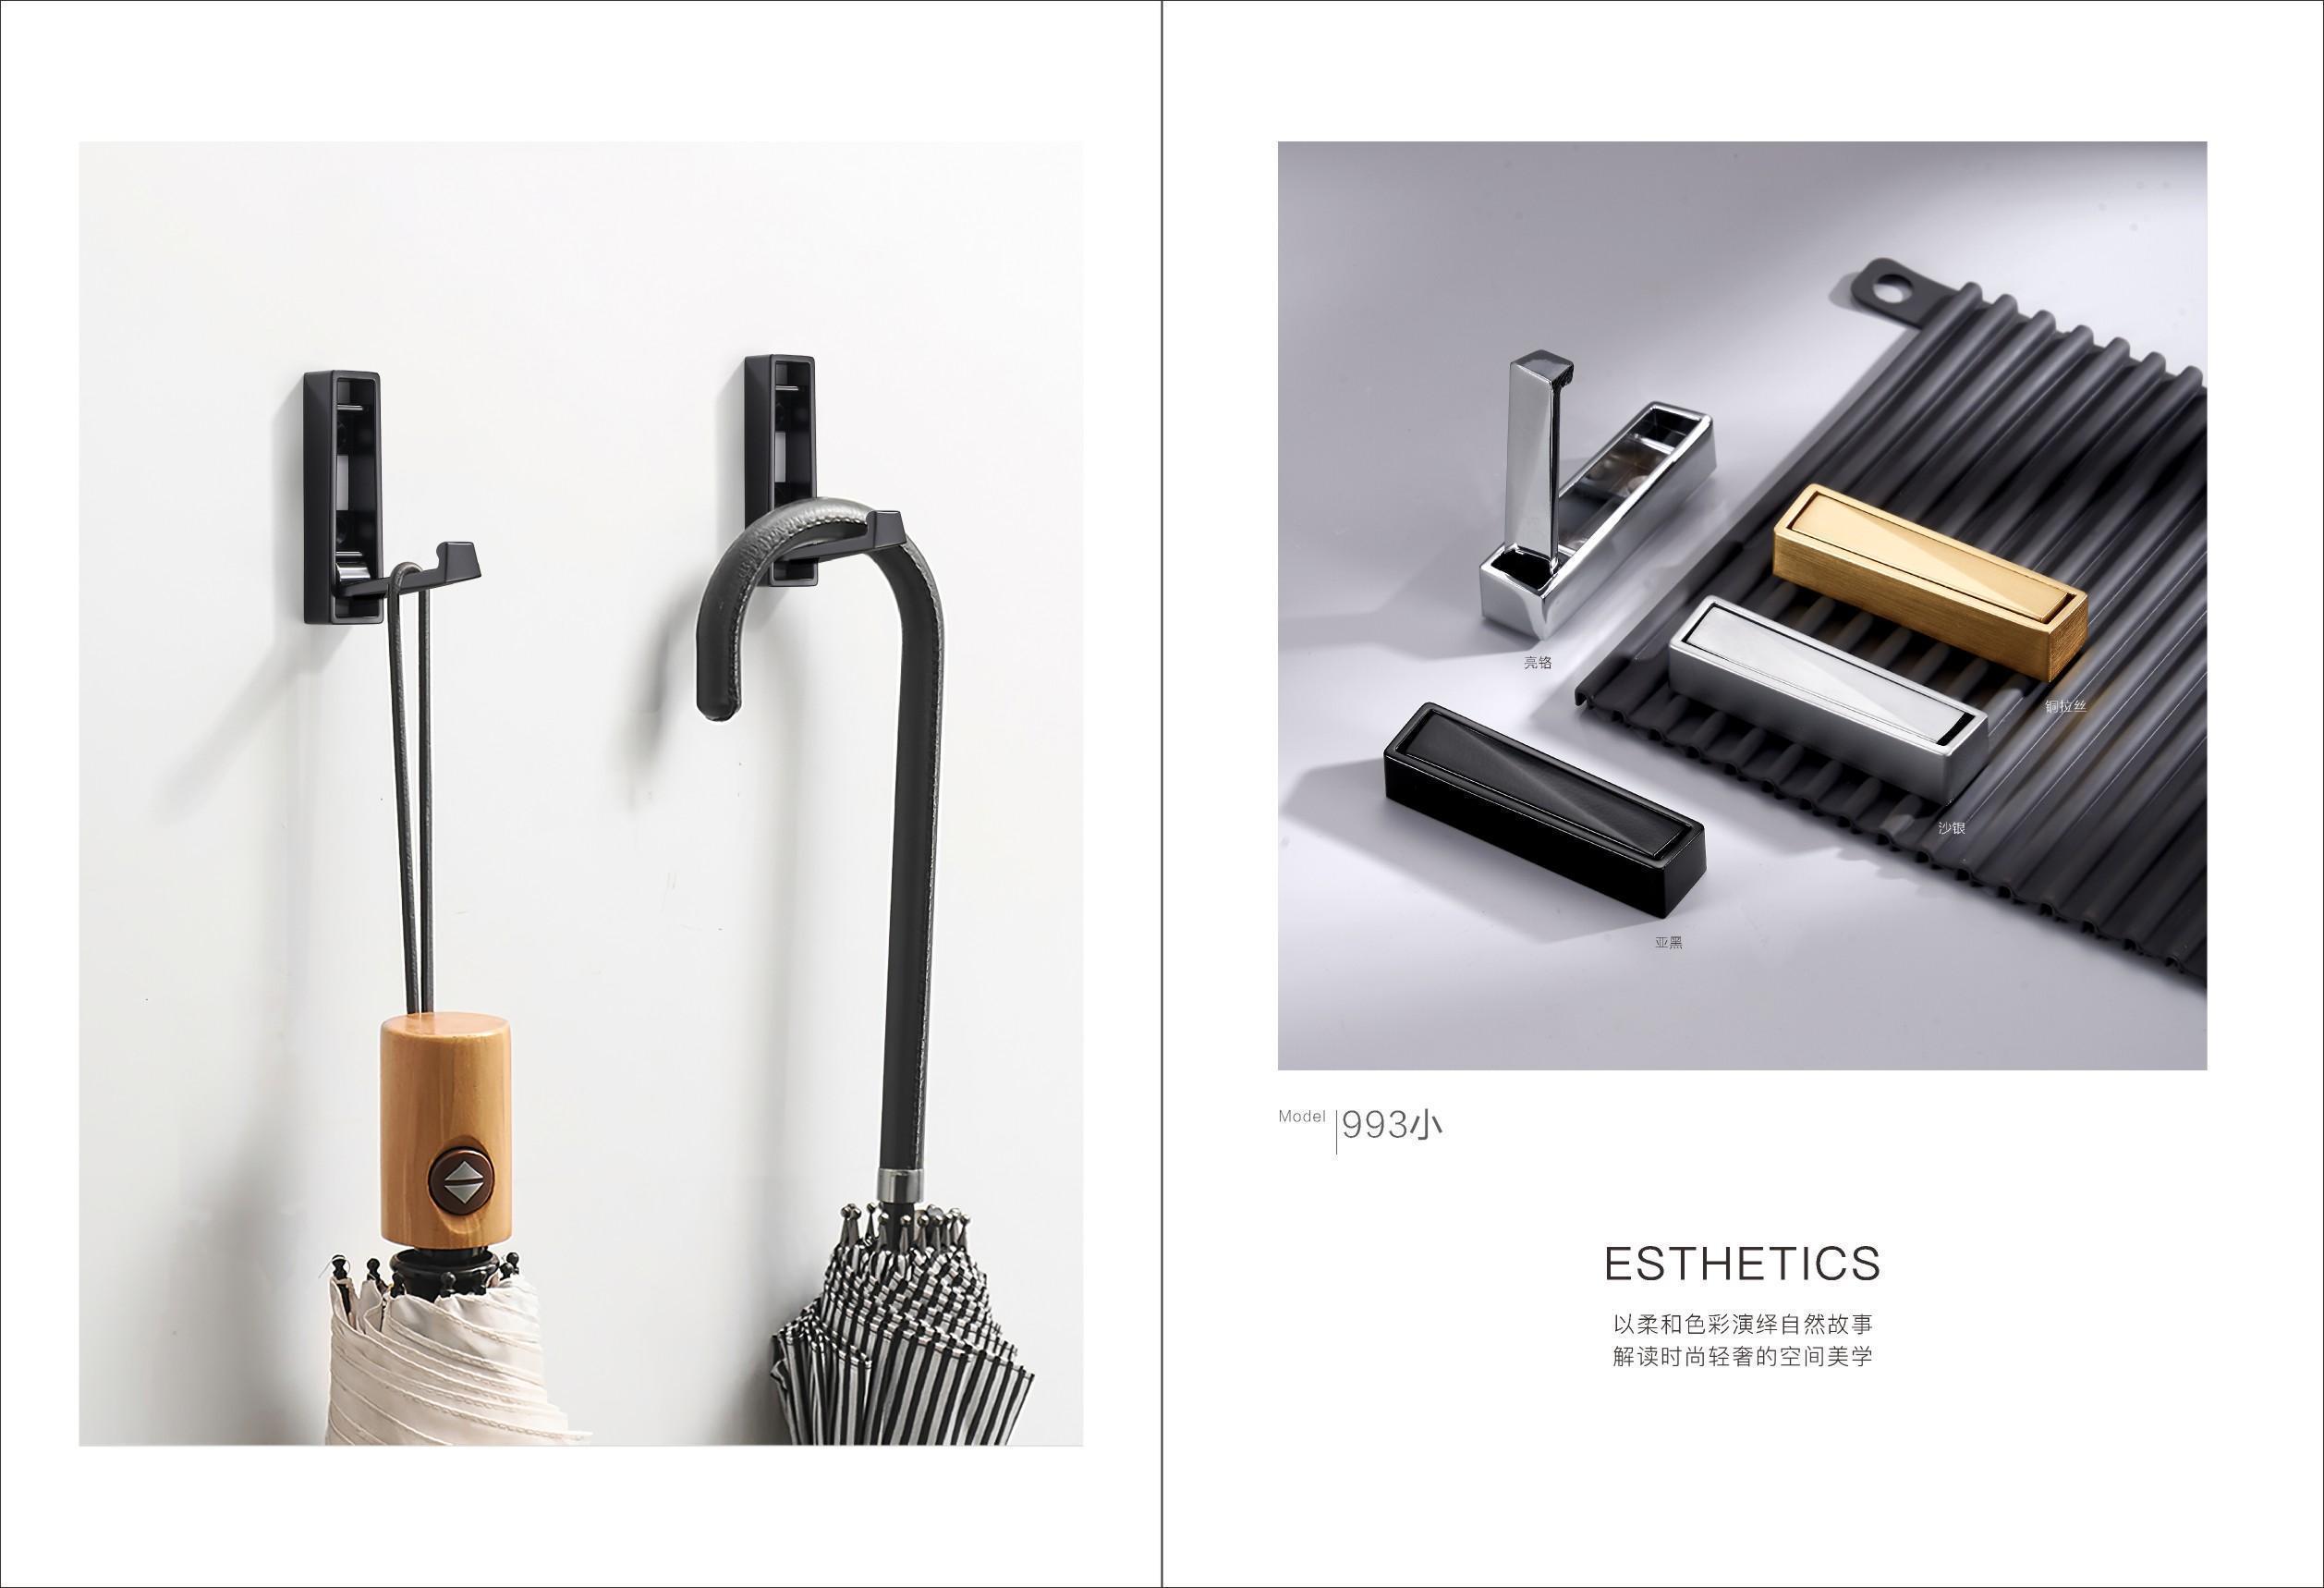 亮铬
铜拉丝
沙银
亚黑
Model 993小
ESTHETICS
以柔和色彩演绎自然故事
解读时尚轻奢的空间美学